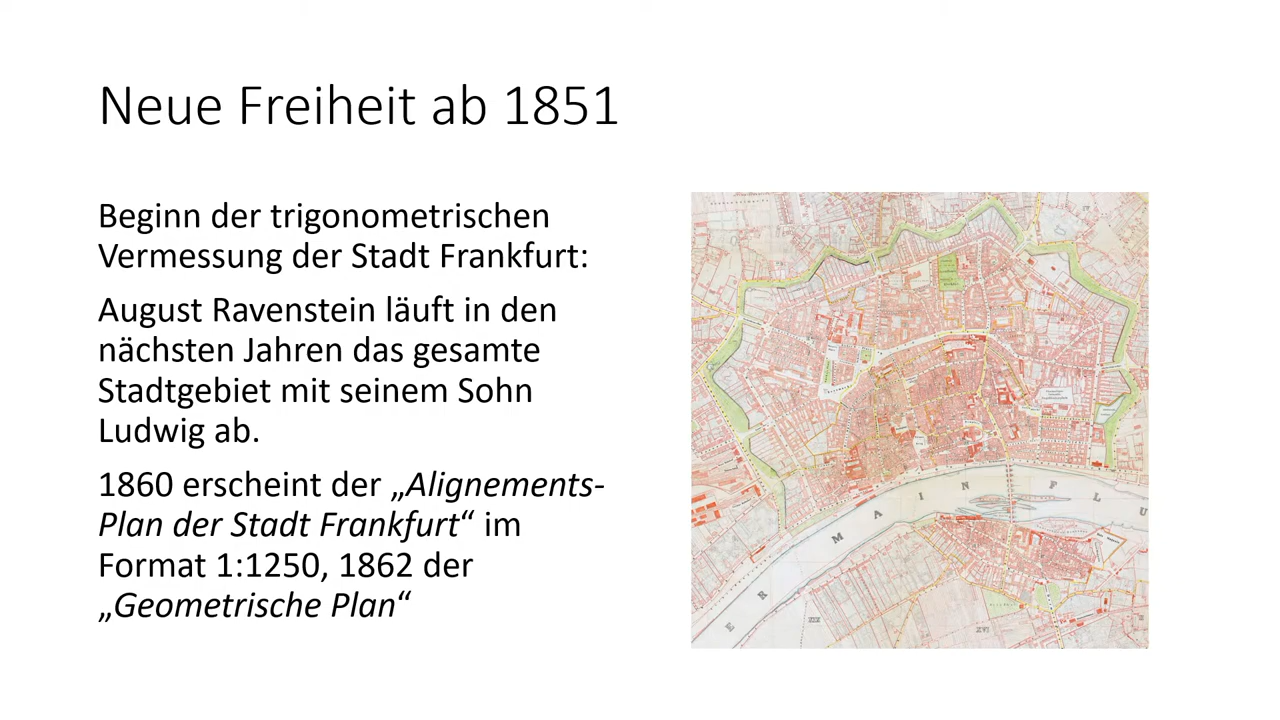 Neue Freiheit ab 1851
Beginn der trigonometrischen
Vermessung der Stadt Frankfurt:
August Ravenstein läuft in den
nächsten Jahren das gesamte
Stadtgebiet mit seinem Sohn
Ludwig ab.
1860 erscheint der „Alignements-
Plan der Stadt Frankfurt“ im
Format 1:1250, 1862 der
„Geometrische Plan“
E R M A I N F L U
XVI